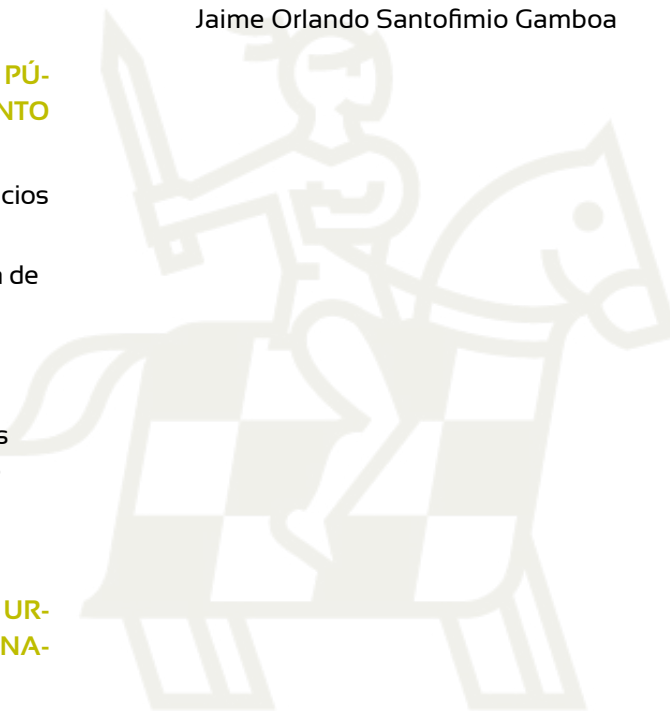 Jaime Orlando Santofimio Gamboa
PÚ-
NTO
cios
de
s
UR-
NA-